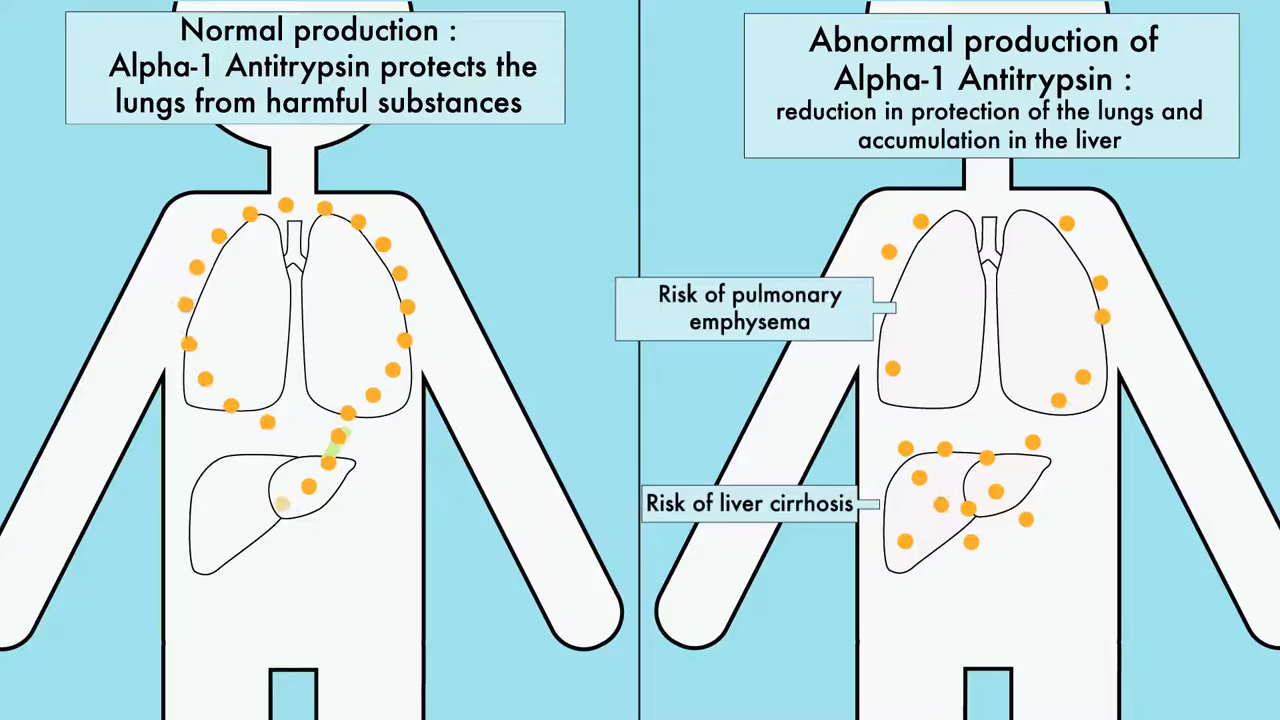 Normal production :
Alpha-1 Antitrypsin protects the
lungs from harmful substances
Abnormal production of
Alpha-1 Antitrypsin :
reduction in protection of the lungs and
accumulation in the liver
Risk of pulmonary
emphysema
Risk of liver cirrhosis